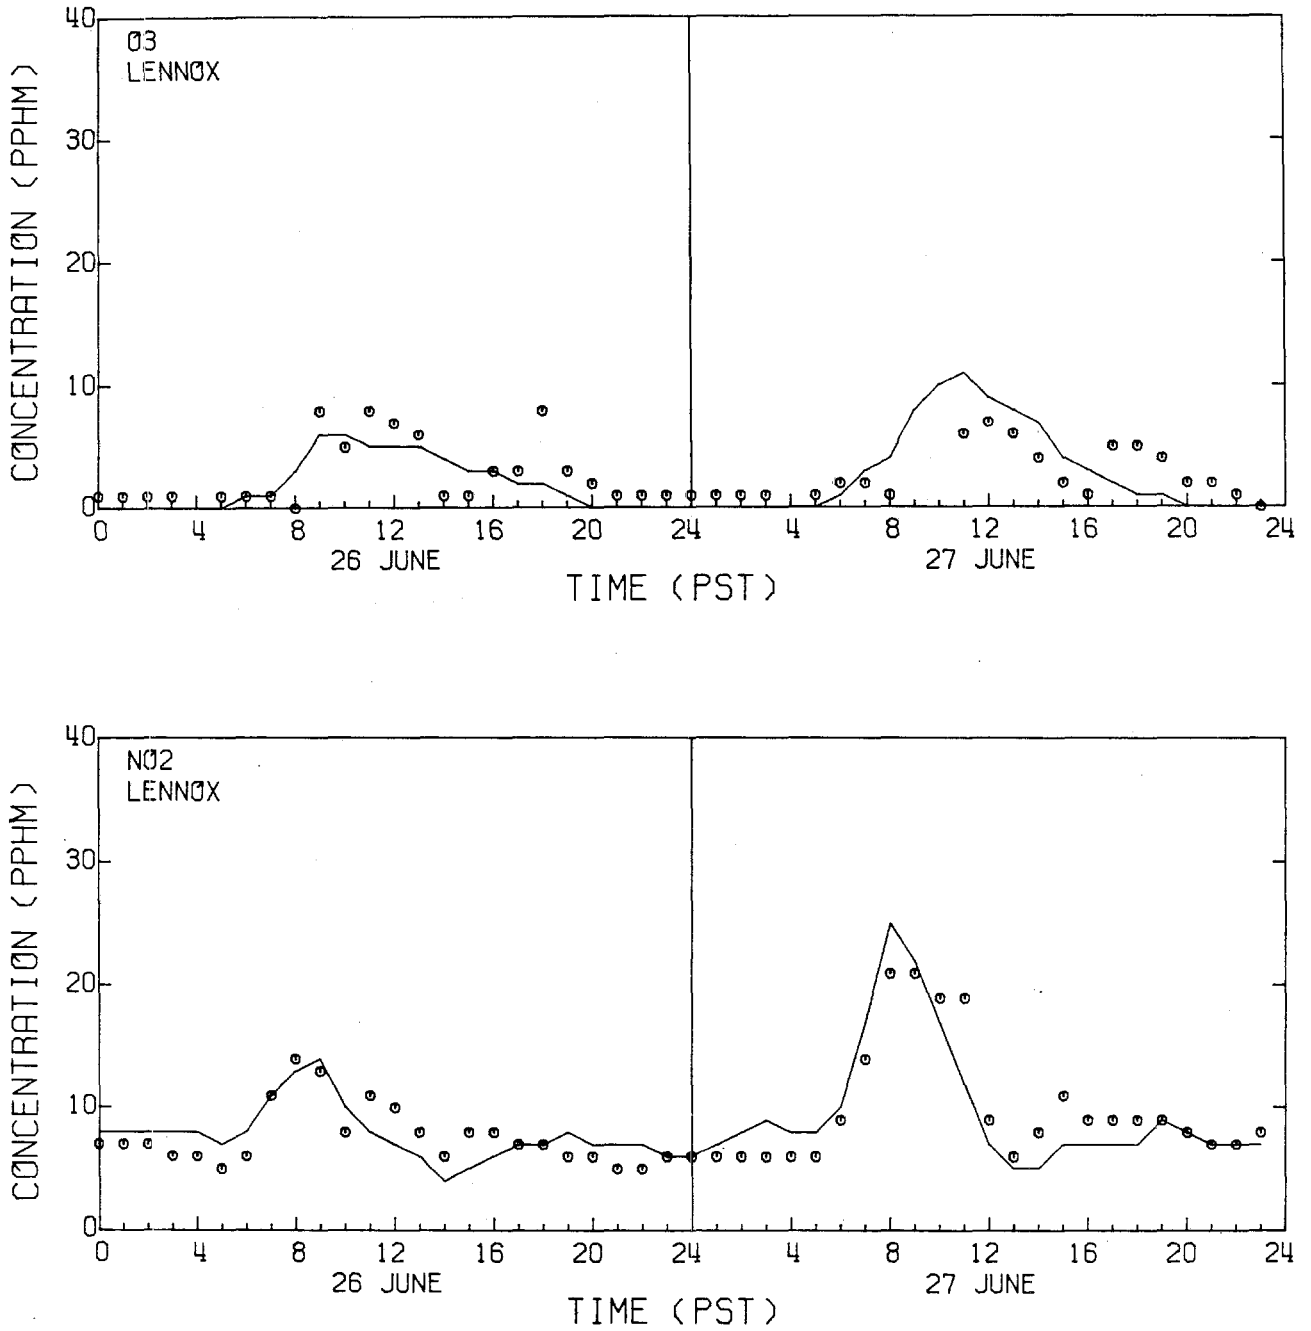 40
O3
LENNOX
30
20
10
0
CONCENTRATION (PPHM)
0 4 8 12 16 20 24 4 8 12 16 20 24
26 JUNE 27 JUNE
TIME (PST)
40
NO2
LENNOX
30
20
10
0
CONCENTRATION (PPHM)
0 4 8 12 16 20 24 4 8 12 16 20 24
26 JUNE 27 JUNE
TIME (PST)